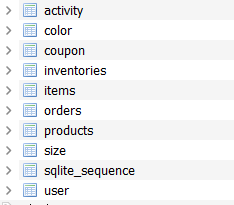 activity
color
coupon
inventories
items
orders
products
size
sqlite_sequence
user